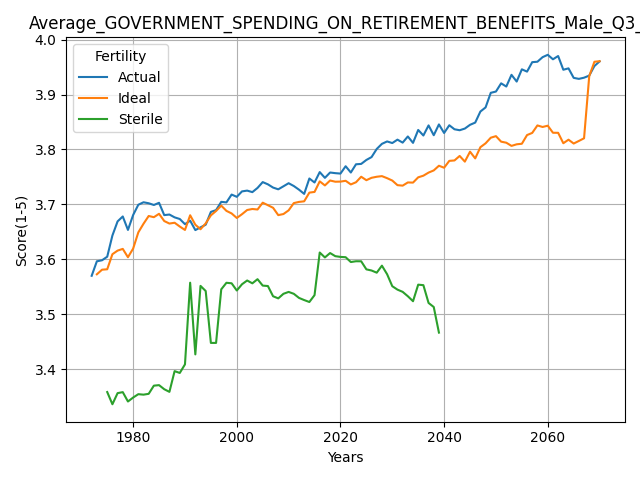 Average_GOVERNMENT_SPENDING_ON_RETIREMENT_BENEFITS_Male_Q3_
Fertility
Actual
Ideal
Sterile
Score(1-5)
4.0
3.9
3.8
3.7
3.6
3.5
3.4
1980 2000 2020 2040 2060
Years